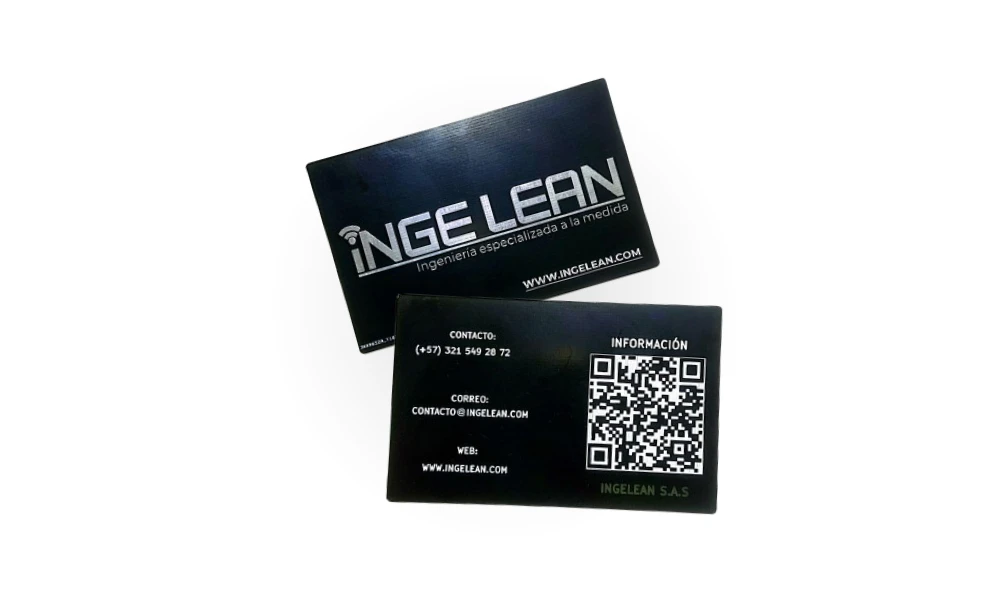 iNGE LEAN
Ingeniería especializada a la medida
WWW.INGELEAN.COM
CONTACTO:
(+57) 321 549 28 72
CORREO:
CONTACTO@INGELEAN.COM
WEB:
WWW.INGELEAN.COM
INFORMACIÓN
INGELEAN S.A.S